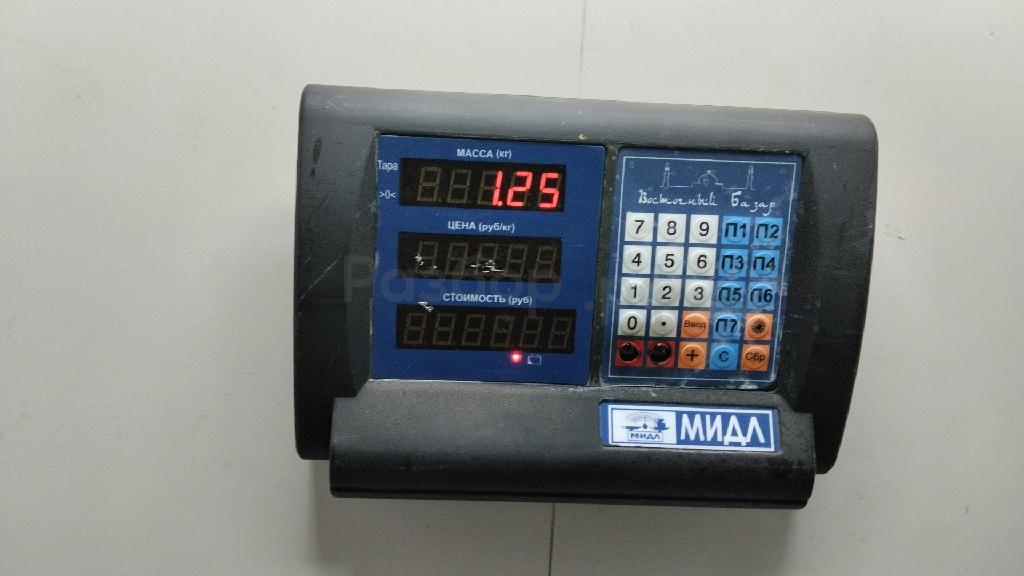 МАССА (кг)
Тара
1.25
>0<
ЦЕНА (руб/кг)
СТОИМОСТЬ (руб)
Восточный Базар
7 8 9 П1 П2
4 5 6 П3 П4
1 2 3 П5 П6
0 • Ввод П7
+ С Сбр
МИДЛ
МИДЛ
Разбор